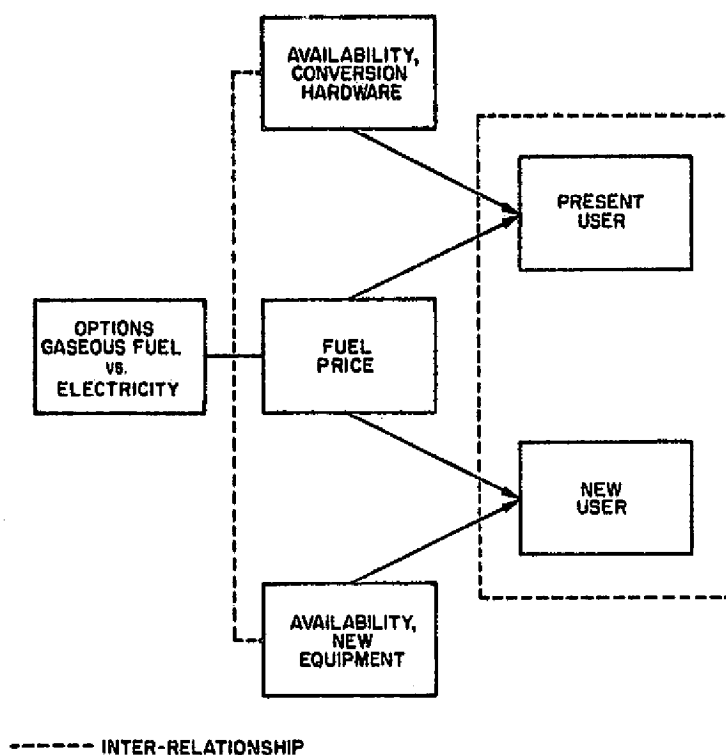 AVAILABILITY,
CONVERSION
HARDWARE
PRESENT
USER
OPTIONS
GASEOUS FUEL
vs.
ELECTRICITY
FUEL
PRICE
NEW
USER
AVAILABILITY,
NEW
EQUIPMENT
INTER-RELATIONSHIP